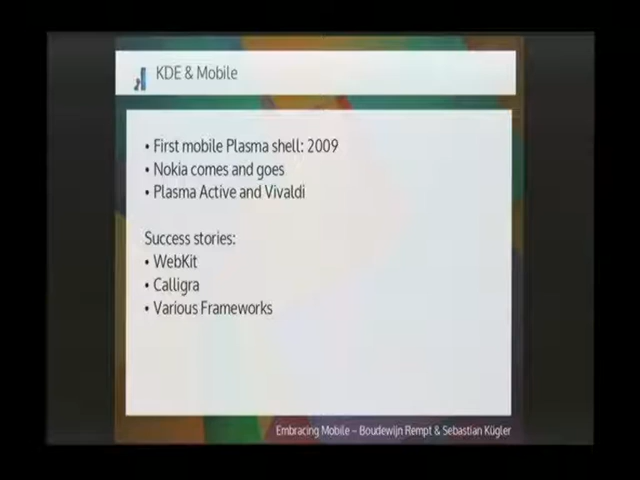 KDE & Mobile
• First mobile Plasma shell: 2009
• Nokia comes and goes
• Plasma Active and Vivaldi
Success stories:
• WebKit
• Calligra
• Various Frameworks
Embracing Mobile – Boudewijn Rempt & Sebastian Kügler